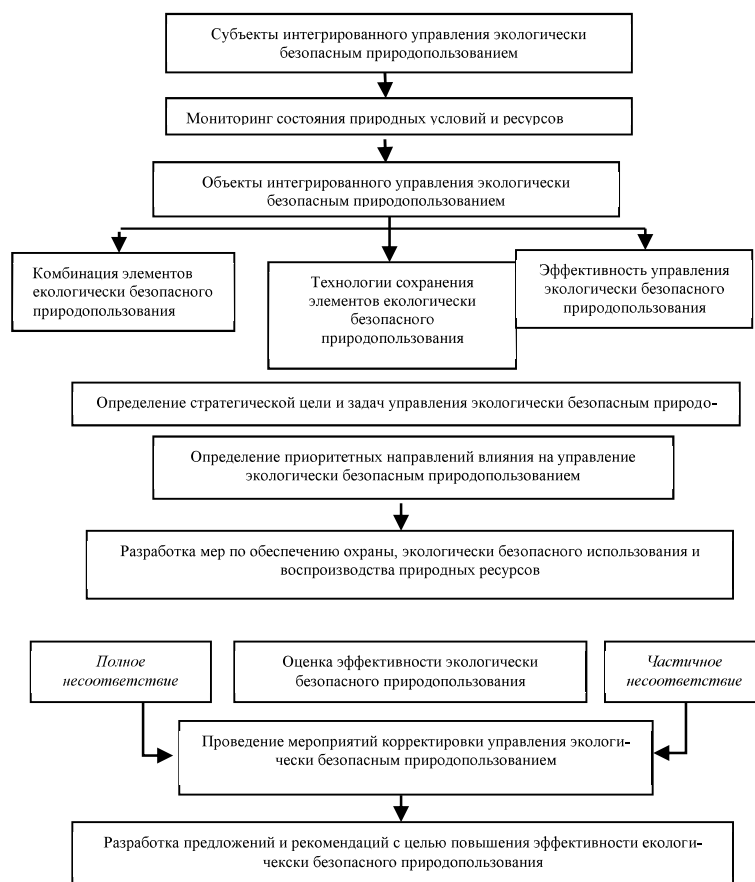 Субъекты интегрированного управления экологически
безопасным природопользованием
Мониторинг состояния природных условий и ресурсов
Объекты интегрированного управления экологически
безопасным природопользованием
Комбинация элементов
екологически безопасного
природопользования
Технологии сохранения
элементов екологически
безопасного
природопользования
Эффективность управления
экологически безопасного
природопользования
Определение стратегической цели и задач управления экологически безопасным природо-
Определение приоритетных направлений влияния на управление
экологически безопасным природопользованием
Разработка мер по обеспечению охраны, экологически безопасного использования и
воспроизводства природных ресурсов
Полное
несоответствие
Оценка эффективности экологически
безопасного природопользования
Частичное
несоответствие
Проведение мероприятий корректировки управления экологи-
чески безопасным природопользованием
Разработка предложений и рекомендаций с целью повышения эффективности екологи-
чекски безопасного природопользования